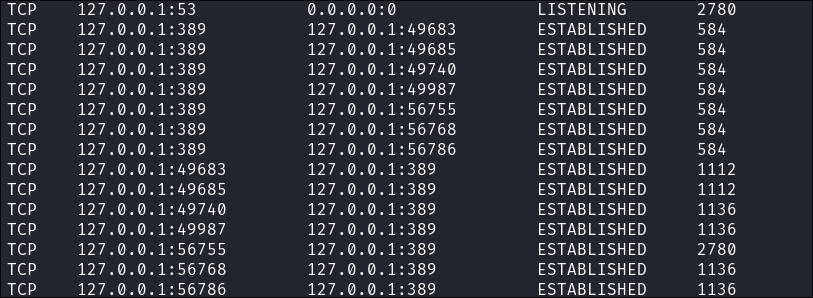 TCP    127.0.0.1:53           0.0.0.0:0              LISTENING       2780
TCP    127.0.0.1:389          127.0.0.1:49683        ESTABLISHED     584
TCP    127.0.0.1:389          127.0.0.1:49685        ESTABLISHED     584
TCP    127.0.0.1:389          127.0.0.1:49740        ESTABLISHED     584
TCP    127.0.0.1:389          127.0.0.1:49987        ESTABLISHED     584
TCP    127.0.0.1:389          127.0.0.1:56755        ESTABLISHED     584
TCP    127.0.0.1:389          127.0.0.1:56768        ESTABLISHED     584
TCP    127.0.0.1:389          127.0.0.1:56786        ESTABLISHED     584
TCP    127.0.0.1:49683        127.0.0.1:389          ESTABLISHED     1112
TCP    127.0.0.1:49685        127.0.0.1:389          ESTABLISHED     1112
TCP    127.0.0.1:49740        127.0.0.1:389          ESTABLISHED     1136
TCP    127.0.0.1:49987        127.0.0.1:389          ESTABLISHED     1136
TCP    127.0.0.1:56755        127.0.0.1:389          ESTABLISHED     2780
TCP    127.0.0.1:56768        127.0.0.1:389          ESTABLISHED     1136
TCP    127.0.0.1:56786        127.0.0.1:389          ESTABLISHED     1136